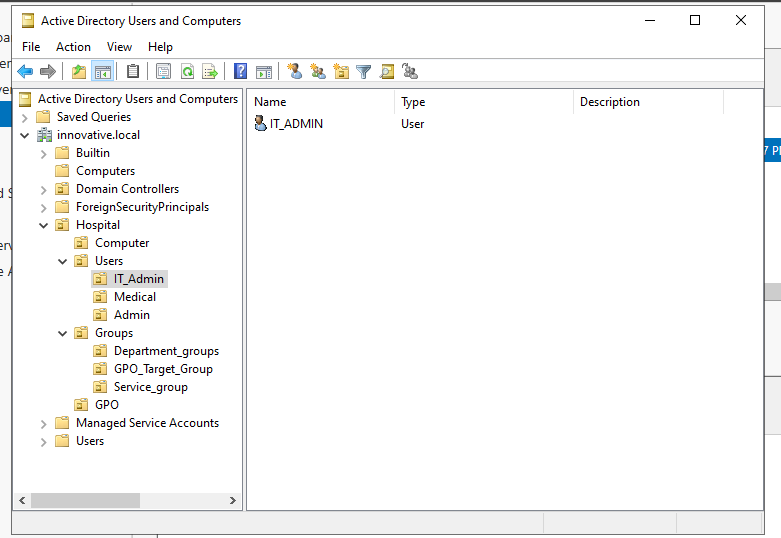 Active Directory Users and Computers
File Action View Help
Active Directory Users and Computers
Saved Queries
innovative.local
Builtin
Computers
Domain Controllers
ForeignSecurityPrincipals
Hospital
Computer
Users
IT_Admin
Medical
Admin
Groups
Department_groups
GPO_Target_Group
Service_group
GPO
Managed Service Accounts
Users
Name Type Description
IT_ADMIN User